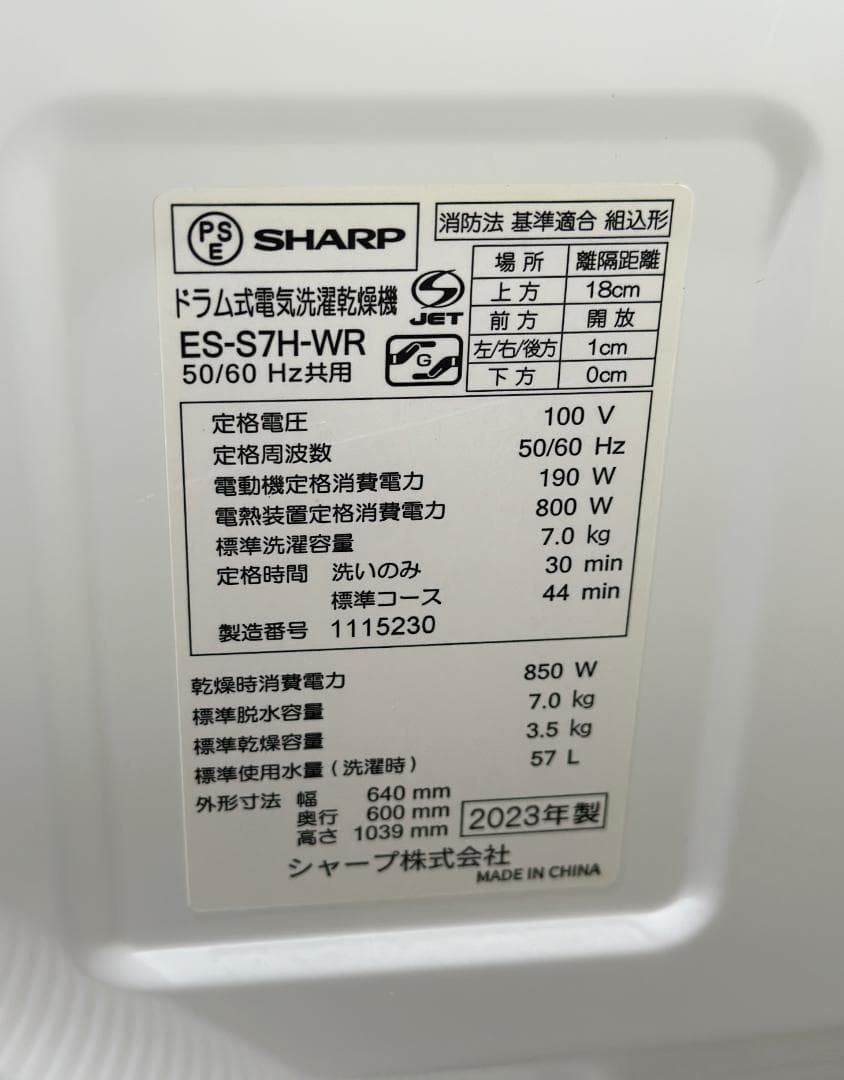 PSE SHARP
消防法 基準適合 組込形
場所 離隔距離
上方 18cm
前方 開放
左/右/後方 1cm
下方 0cm
ドラム式電気洗濯乾燥機
S JET
ES-S7H-WR
G
50/60 Hz共用
定格電圧 100 V
定格周波数 50/60 Hz
電動機定格消費電力 190 W
電熱装置定格消費電力 800 W
標準洗濯容量 7.0 kg
定格時間 洗いのみ 30 min
標準コース 44 min
製造番号 1115230
乾燥時消費電力 850 W
標準脱水容量 7.0 kg
標準乾燥容量 3.5 kg
標準使用水量(洗濯時) 57 L
外形寸法 幅 640 mm
奥行 600 mm
高さ 1039 mm
2023年製
シャープ株式会社
MADE IN CHINA